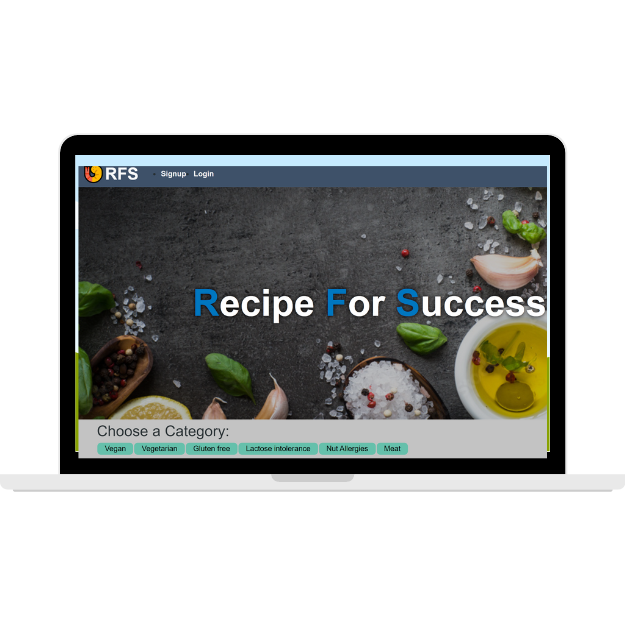 RFS Signup Login
Recipe For Success
Choose a Category:
Vegan Vegetarian Gluten free Lactose intolerance Nut Allergies Meat